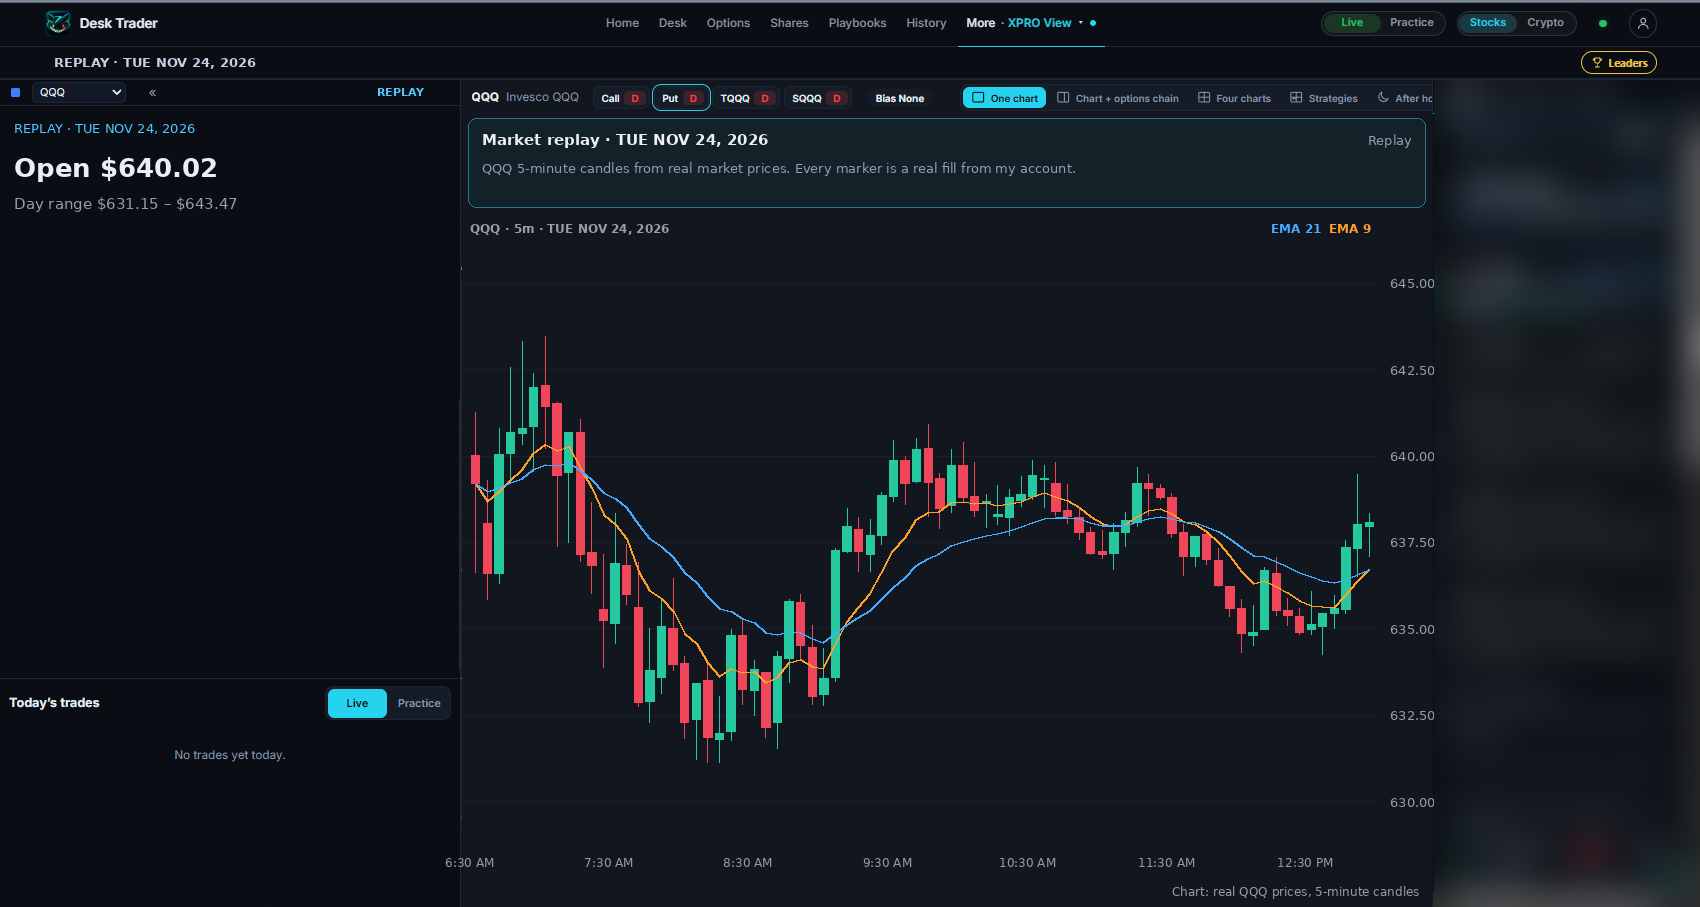 Desk Trader
Home Desk Options Shares Playbooks History More · XPRO View
Live Practice Stocks Crypto
REPLAY · TUE NOV 24, 2026
Leaders
QQQ « REPLAY
REPLAY · TUE NOV 24, 2026
Open $640.02
Day range $631.15 – $643.47
Today’s trades
Live Practice
No trades yet today.
QQQ Invesco QQQ Call D Put D TQQQ D SQQQ D Bias None One chart Chart + options chain Four charts Strategies After ho
Market replay · TUE NOV 24, 2026
Replay
QQQ 5-minute candles from real market prices. Every marker is a real fill from my account.
QQQ · 5m · TUE NOV 24, 2026
EMA 21 EMA 9
645.00
642.50
640.00
637.50
635.00
632.50
630.00
6:30 AM 7:30 AM 8:30 AM 9:30 AM 10:30 AM 11:30 AM 12:30 PM
Chart: real QQQ prices, 5-minute candles